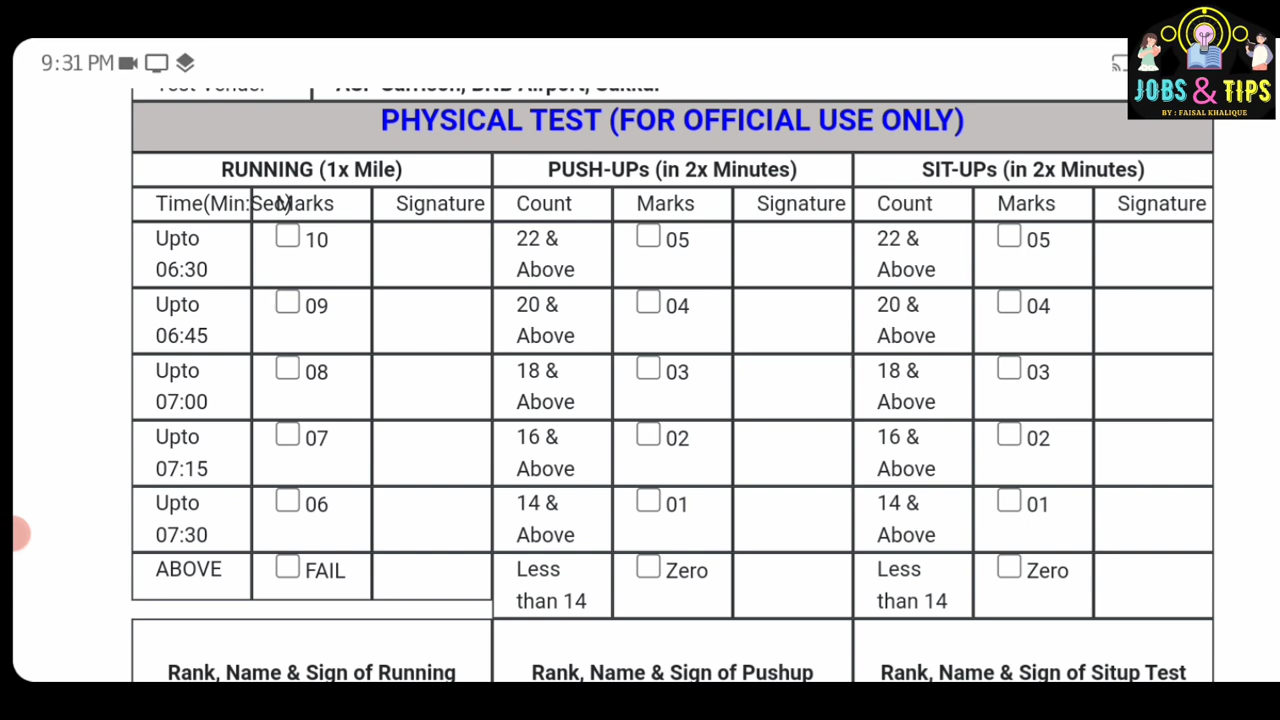 9:31 PM
JOBS & TIPS
BY : FAISAL KHALIQUE
PHYSICAL TEST (FOR OFFICIAL USE ONLY)
RUNNING (1x Mile) PUSH-UPs (in 2x Minutes) SIT-UPs (in 2x Minutes)
Time(Min:Sec) Marks Signature Count Marks Signature Count Marks Signature
Upto 06:30 10 22 & Above 05 22 & Above 05
Upto 06:45 09 20 & Above 04 20 & Above 04
Upto 07:00 08 18 & Above 03 18 & Above 03
Upto 07:15 07 16 & Above 02 16 & Above 02
Upto 07:30 06 14 & Above 01 14 & Above 01
ABOVE FAIL Less than 14 Zero Less than 14 Zero
Rank, Name & Sign of Running Rank, Name & Sign of Pushup Rank, Name & Sign of Situp Test